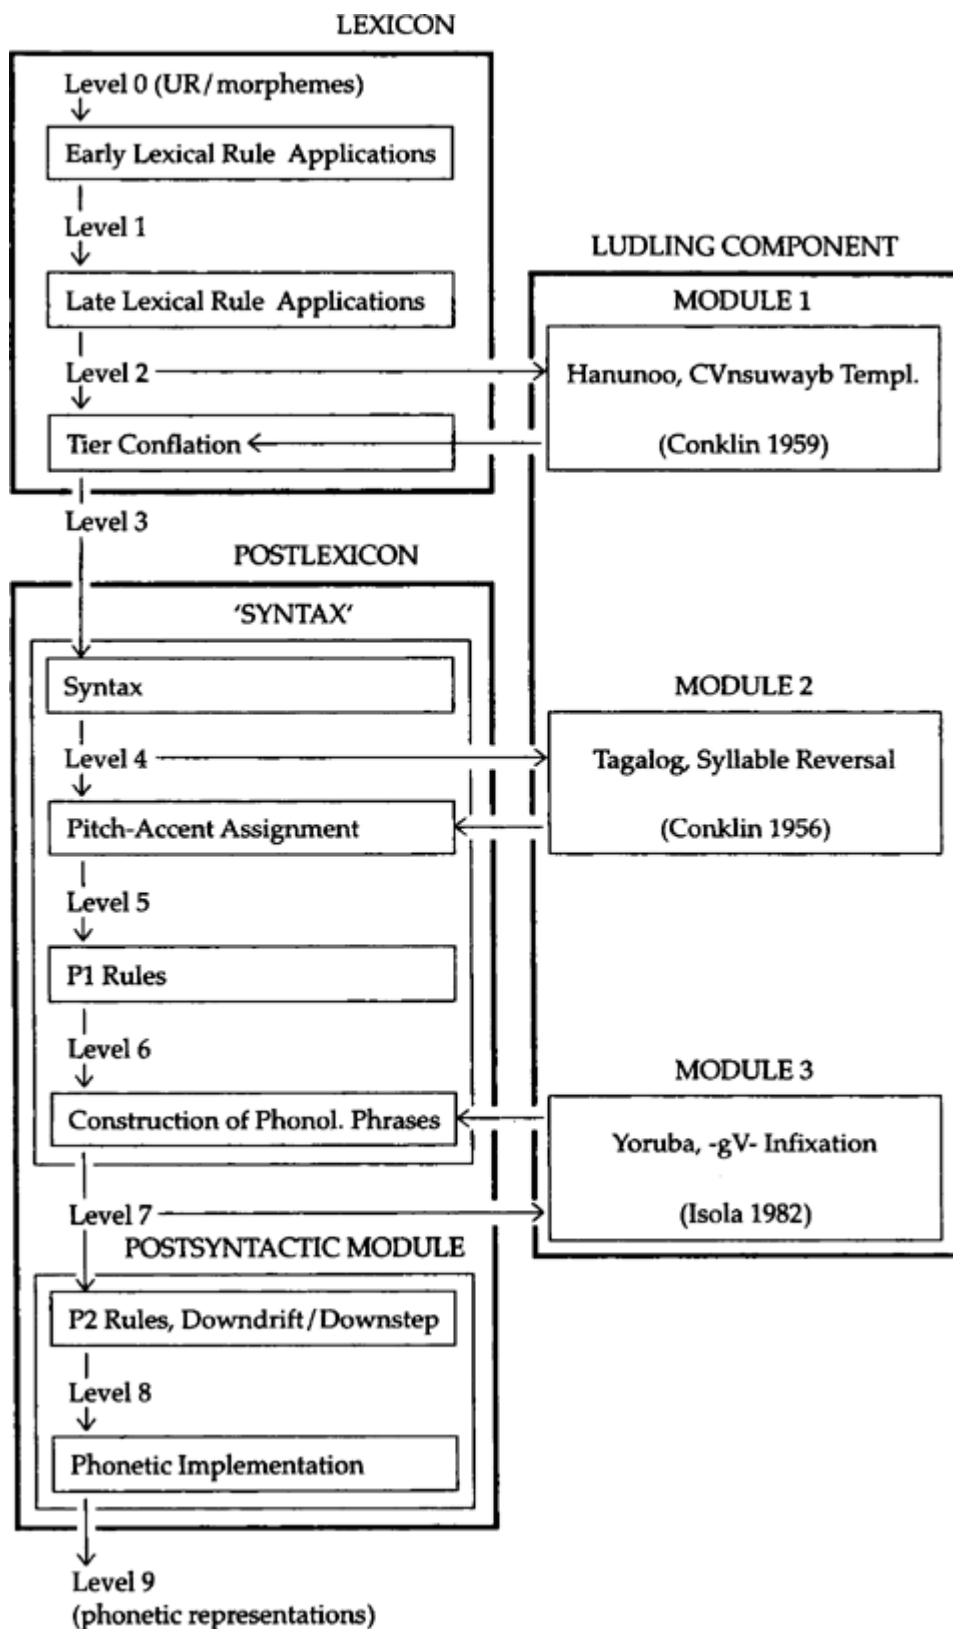 LEXICON
Level 0 (UR/morphemes)
Early Lexical Rule Applications
Level 1
Late Lexical Rule Applications
Level 2
Tier Conflation
Level 3
LUDLING COMPONENT
MODULE 1
Hanunoo, CVnsuwayb Templ.
(Conklin 1959)
POSTLEXICON
'SYNTAX'
Syntax
Level 4
Pitch-Accent Assignment
Level 5
P1 Rules
Level 6
Construction of Phonol. Phrases
Level 7
MODULE 2
Tagalog, Syllable Reversal
(Conklin 1956)
MODULE 3
Yoruba, -gV- Infixation
(Isola 1982)
POSTSYNTACTIC MODULE
P2 Rules, Downdrift/Downstep
Level 8
Phonetic Implementation
Level 9
(phonetic representations)